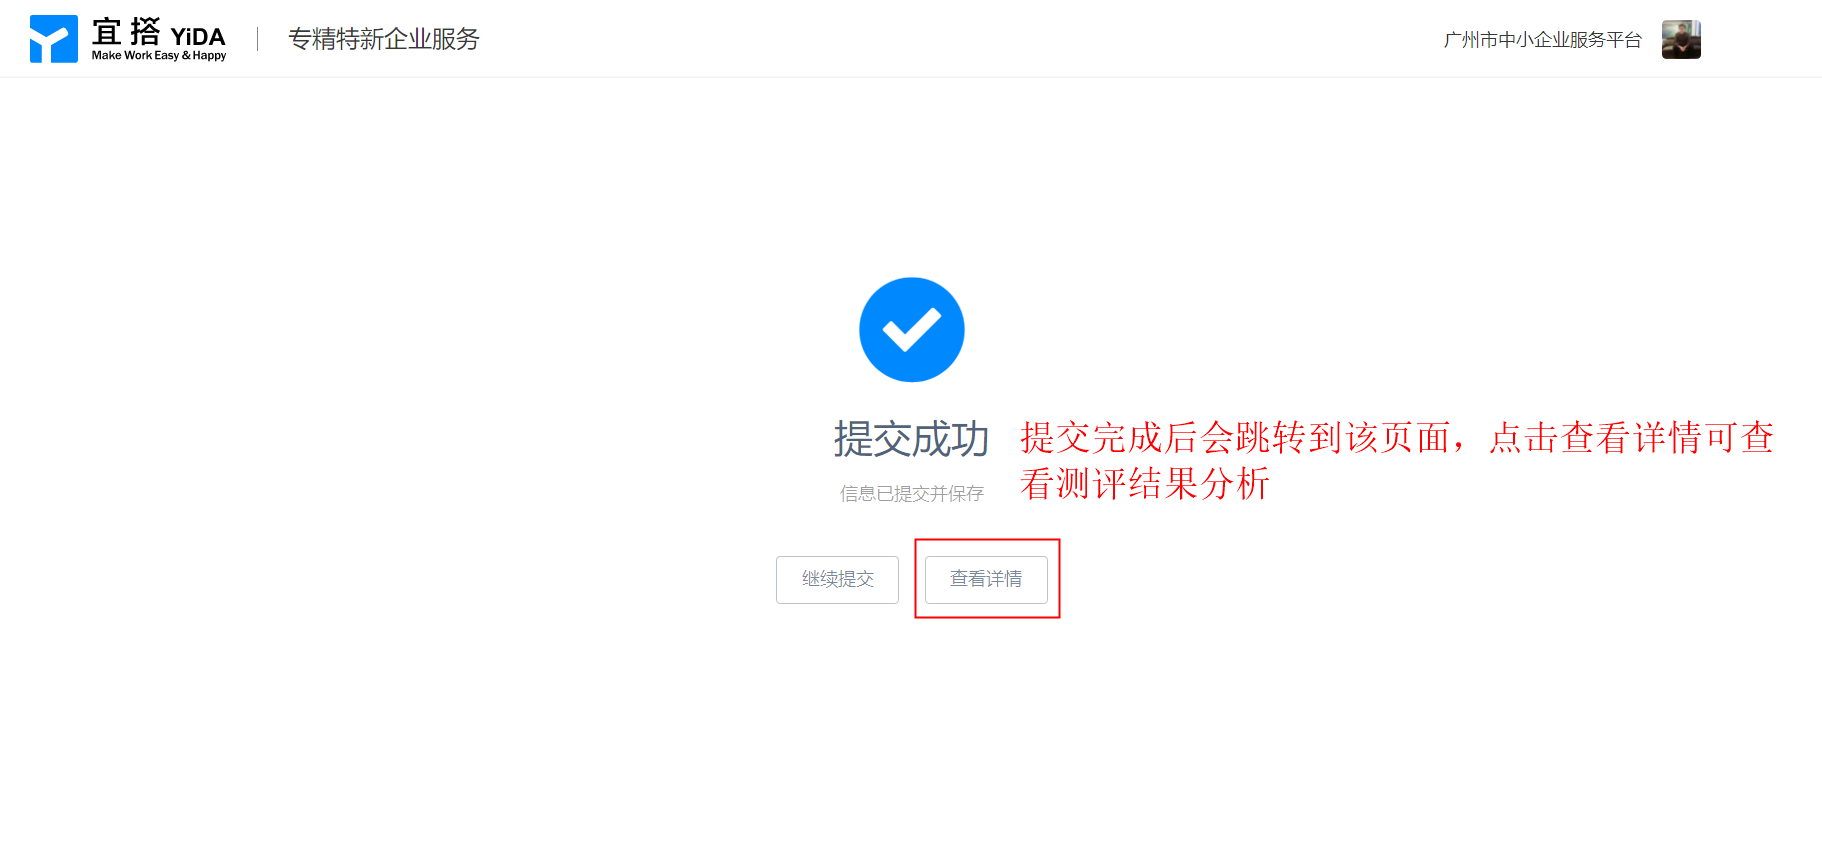 宜搭 YiDA
Make Work Easy & Happy
专精特新企业服务
广州市中小企业服务平台
提交成功
信息已提交并保存
提交完成后会跳转到该页面，点击查看详情可查
看测评结果分析
继续提交
查看详情